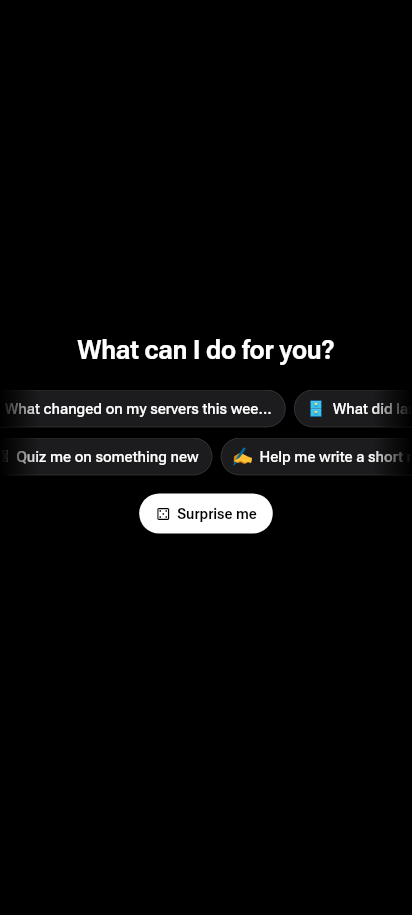 What can I do for you?
What changed on my servers this wee... What did la
Quiz me on something new Help me write a short
Surprise me